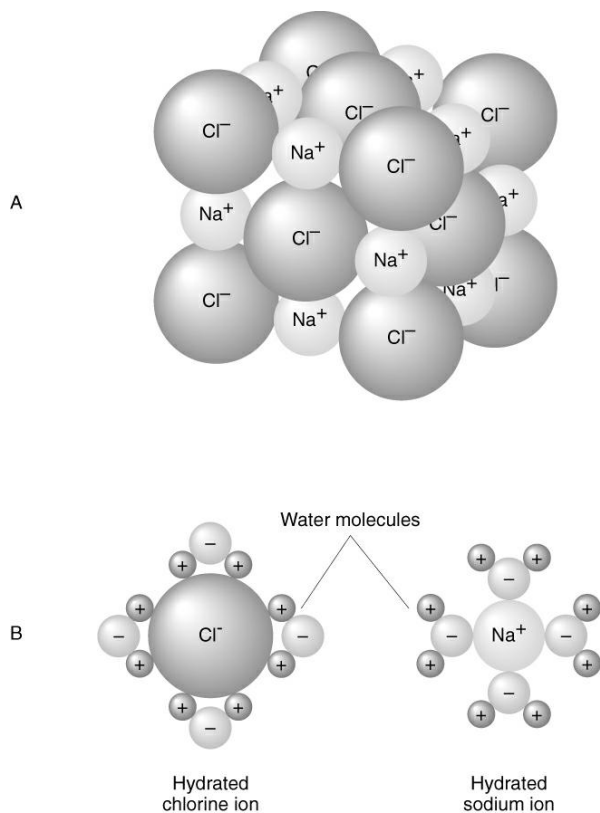 Cl⁻
Na⁺
Cl⁻
Cl⁻
Cl⁻
Na⁺
Cl⁻
A
Na⁺
Cl⁻
Cl⁻
Na⁺
Cl⁻
Na⁺
Na⁺
Cl⁻
Water molecules
B
− + +
+ − + Cl⁻ + − +
+ − +
+ − +
+ − + Na⁺ + − +
+ − +
Hydrated
chlorine ion
Hydrated
sodium ion